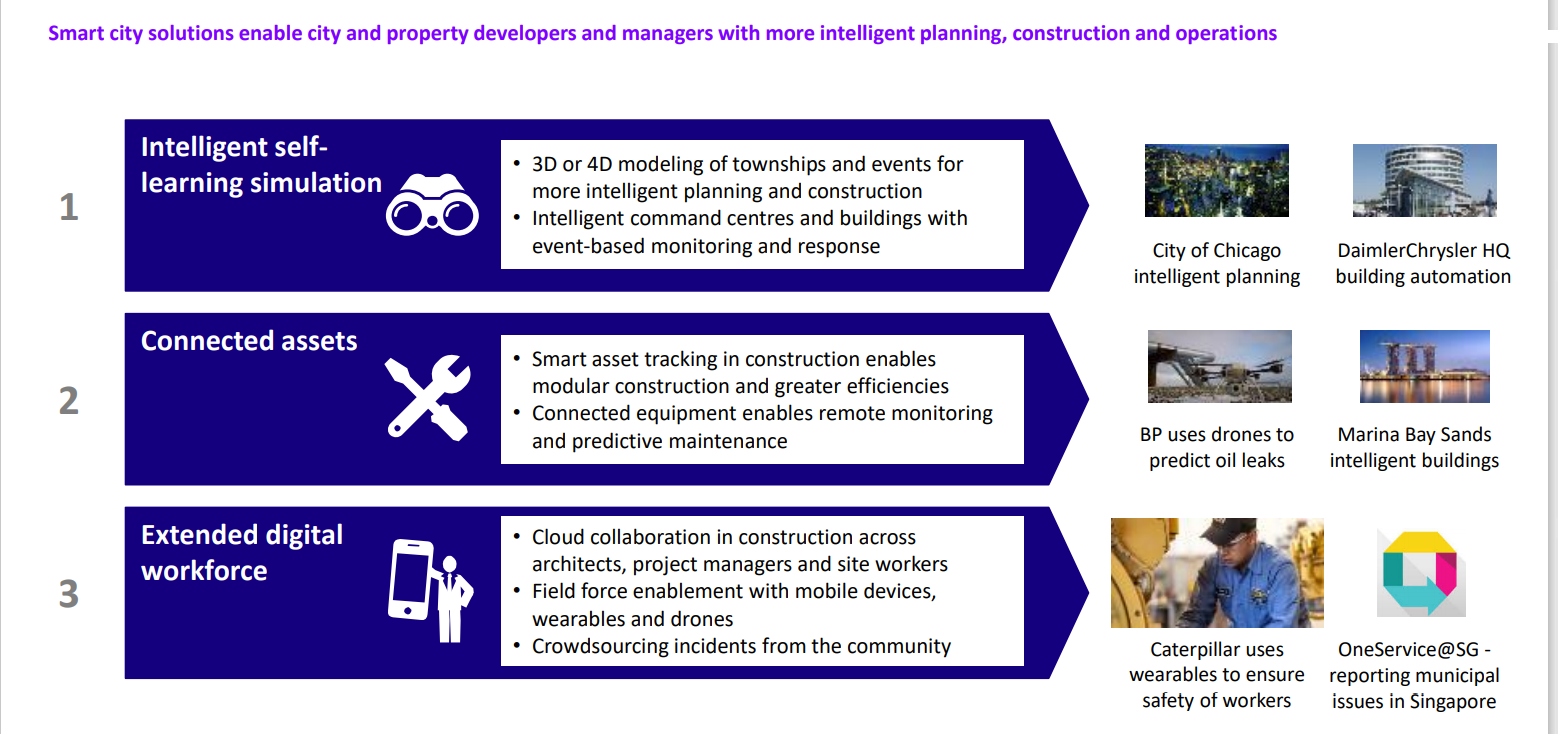 Smart city solutions enable city and property developers and managers with more intelligent planning, construction and operations
1
Intelligent self-
learning simulation
• 3D or 4D modeling of townships and events for
more intelligent planning and construction
• Intelligent command centres and buildings with
event-based monitoring and response
City of Chicago
intelligent planning
DaimlerChrysler HQ
building automation
2
Connected assets
• Smart asset tracking in construction enables
modular construction and greater efficiencies
• Connected equipment enables remote monitoring
and predictive maintenance
BP uses drones to
predict oil leaks
Marina Bay Sands
intelligent buildings
3
Extended digital
workforce
• Cloud collaboration in construction across
architects, project managers and site workers
• Field force enablement with mobile devices,
wearables and drones
• Crowdsourcing incidents from the community
Caterpillar uses
wearables to ensure
safety of workers
OneService@SG -
reporting municipal
issues in Singapore